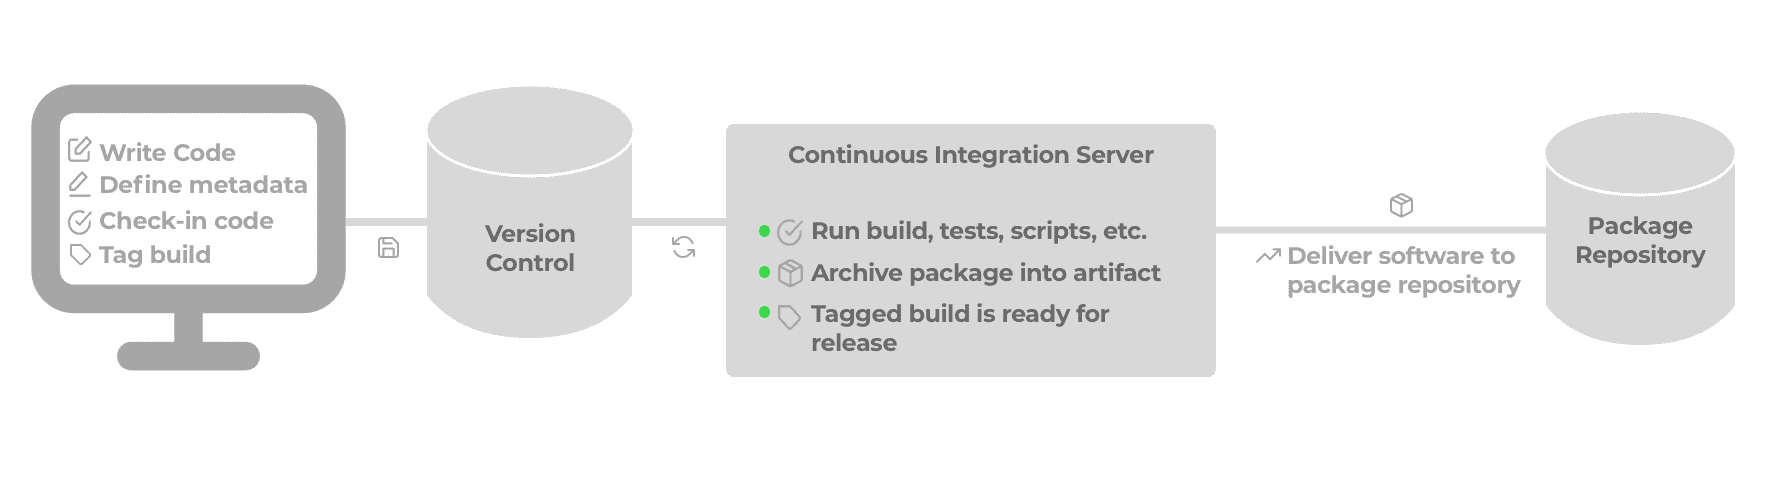 Write Code
Define metadata
Check-in code
Tag build
Version
Control
Continuous Integration Server
Run build, tests, scripts, etc.
Archive package into artifact
Tagged build is ready for
release
Deliver software to
package repository
Package
Repository